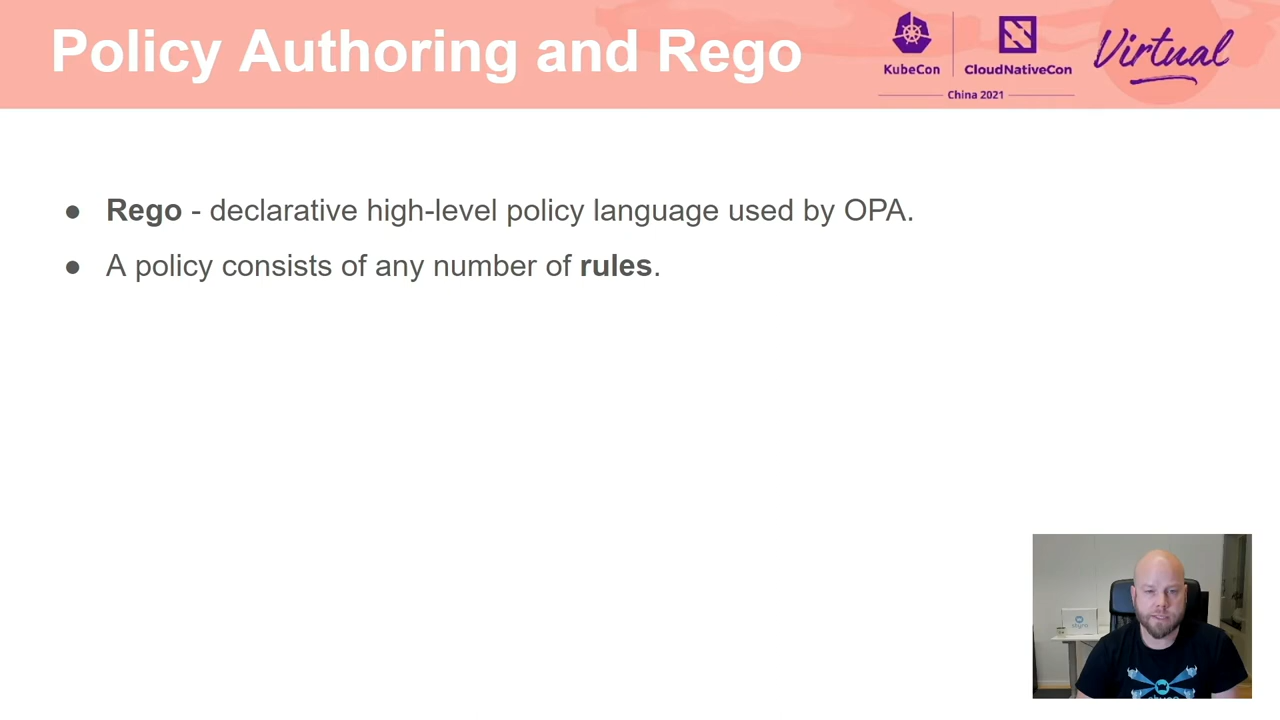 Policy Authoring and Rego
KubeCon
CloudNativeCon
China 2021
Virtual
● Rego - declarative high-level policy language used by OPA.
● A policy consists of any number of rules.
styra